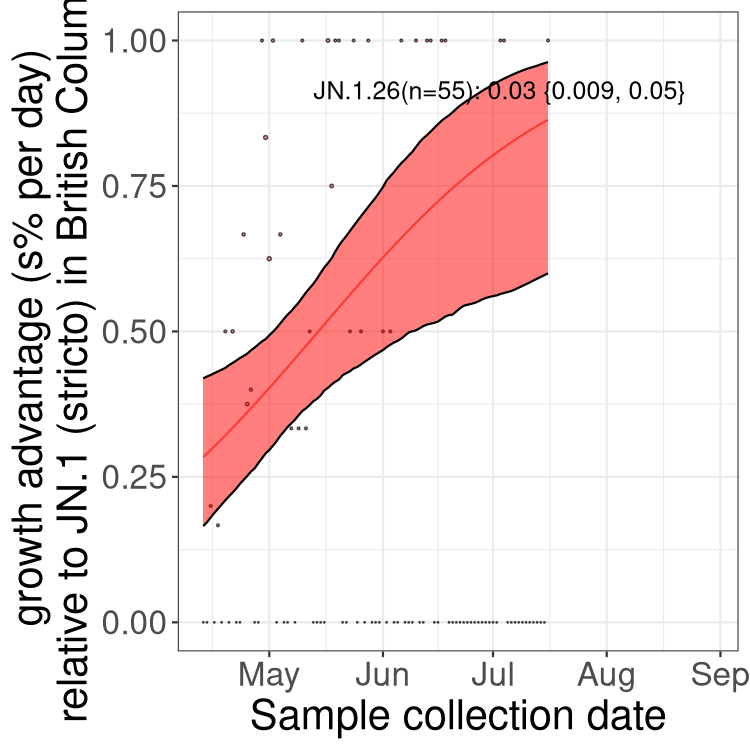 growth advantage (s% per day)
relative to JN.1 (stricto) in British Colum
1.00
0.75
0.50
0.25
0.00
JN.1.26(n=55): 0.03 {0.009, 0.05}
May Jun Jul Aug Sep
Sample collection date